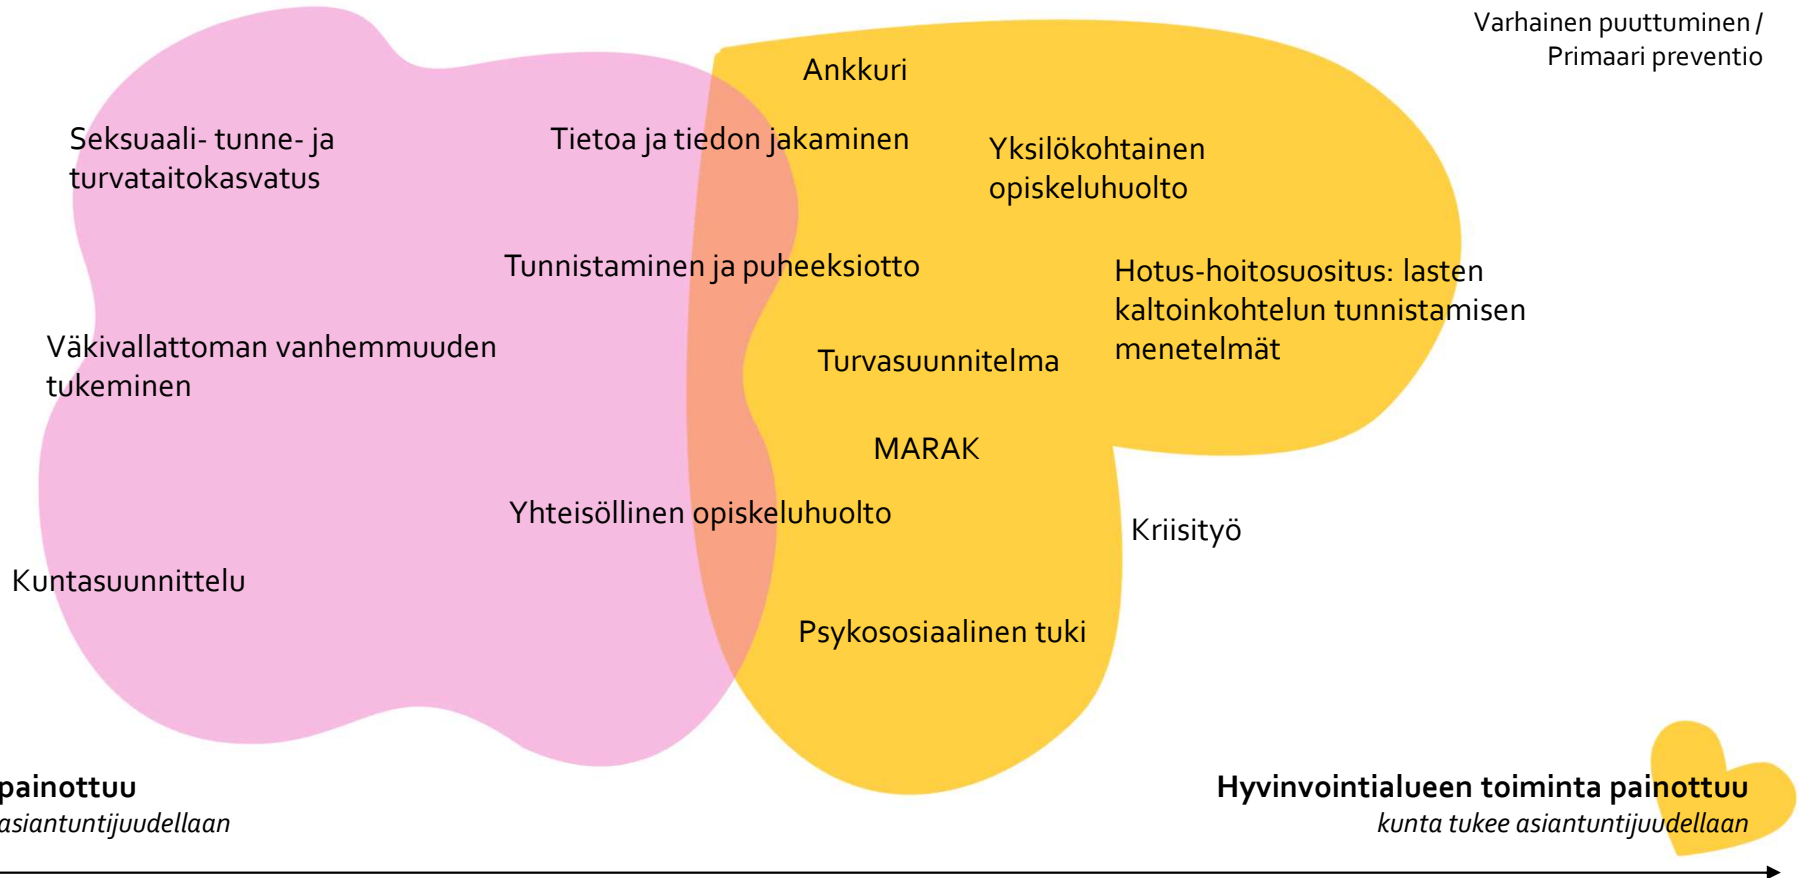 Varhainen puuttuminen /
Primaari preventio
Ankkuri
Seksuaali- tunne- ja
turvataitokasvatus
Tietoa ja tiedon jakaminen
Yksilökohtainen
opiskeluhuolto
Tunnistaminen ja puheeksiotto
Hotus-hoitosuositus: lasten
kaltoinkohtelun tunnistamisen
menetelmät
Väkivallattoman vanhemmuuden
tukeminen
Turvasuunnitelma
MARAK
Yhteisöllinen opiskeluhuolto
Kriisityö
Kuntasuunnittelu
Psykososiaalinen tuki
painottuu
asiantuntijuudellaan
Hyvinvointialueen toiminta painottuu
kunta tukee asiantuntijuudellaan